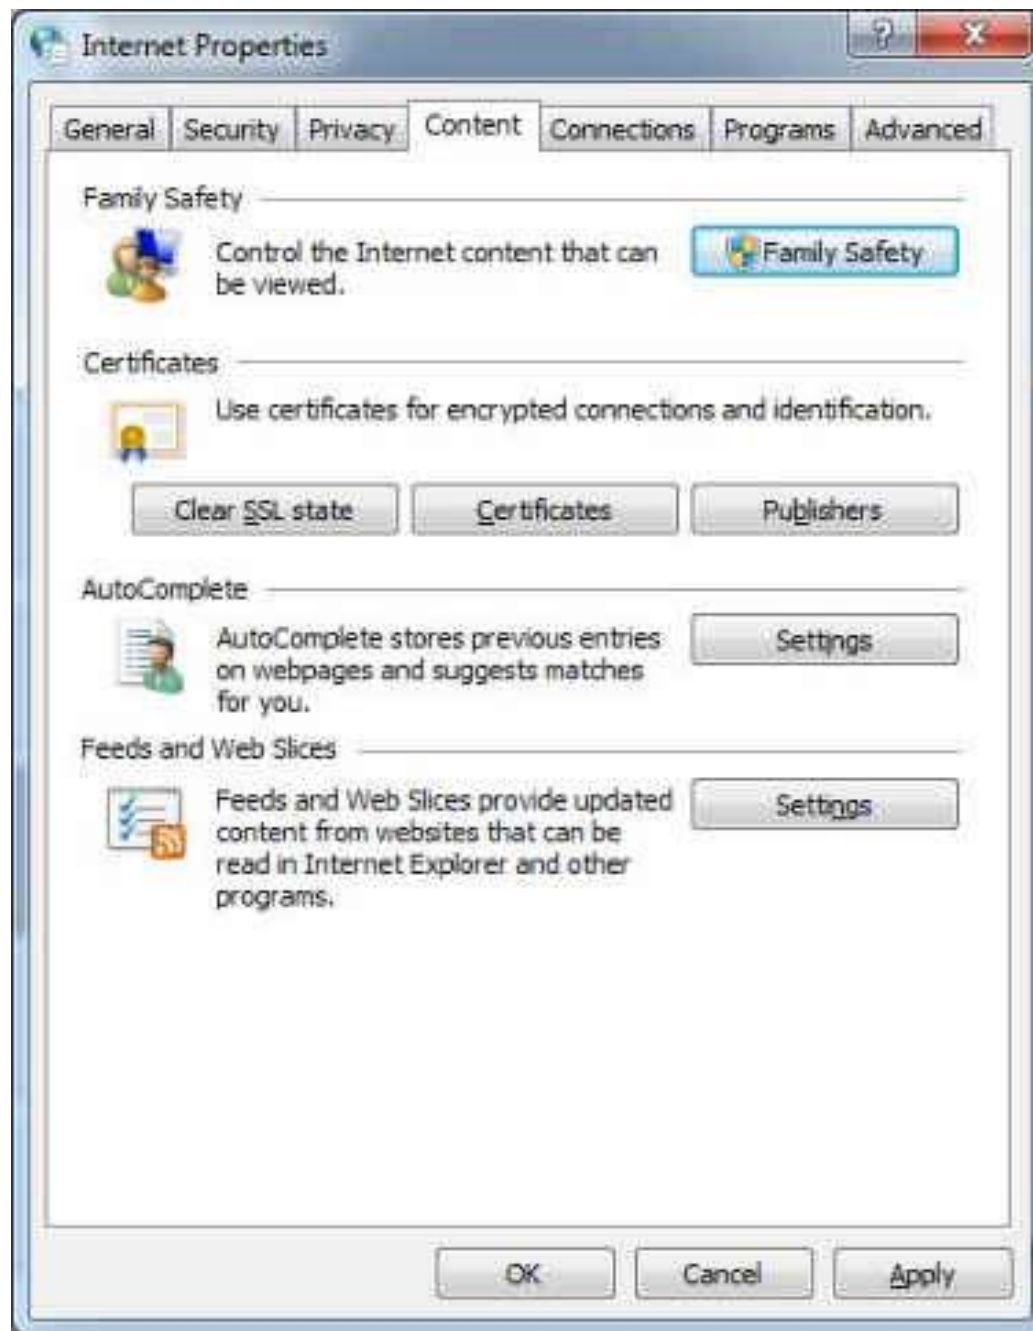 Internet Properties
?
General Security Privacy Content Connections Programs Advanced
Family Safety
Control the Internet content that can
be viewed.
Family Safety
Certificates
Use certificates for encrypted connections and identification.
Clear SSL state
Certificates
Publishers
AutoComplete
AutoComplete stores previous entries
on webpages and suggests matches
for you.
Settings
Feeds and Web Slices
Feeds and Web Slices provide updated
content from websites that can be
read in Internet Explorer and other
programs.
Settings
OK
Cancel
Apply